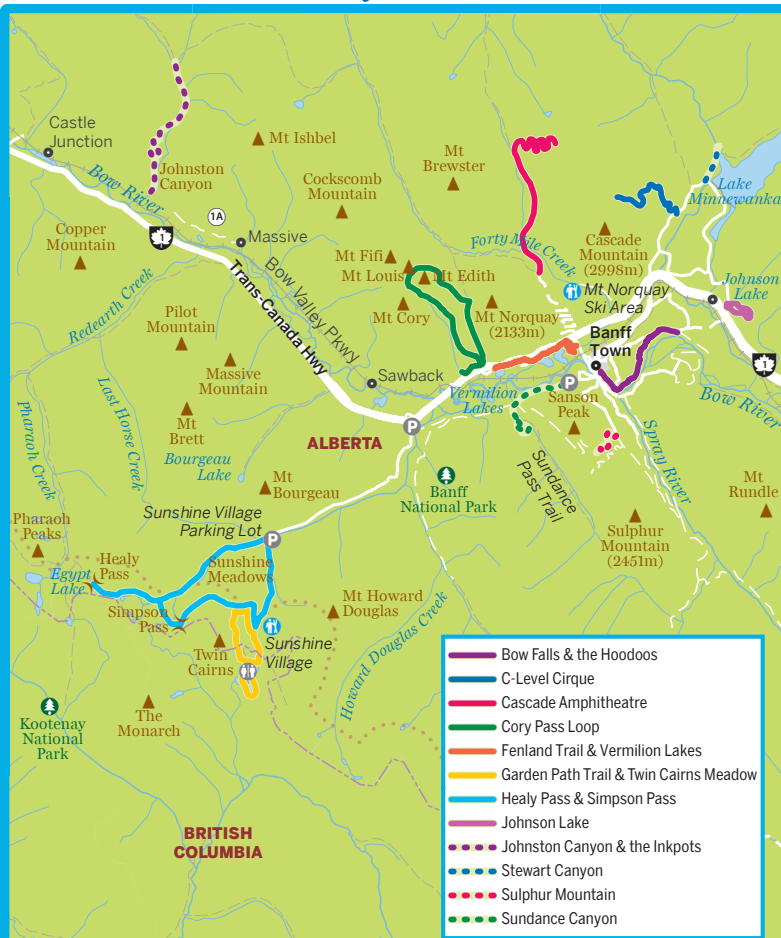 Castle
Junction
Mt Ishbel
Johnston
Canyon
Bow River
1A
Massive
1
Copper
Mountain
Cockscomb
Mountain
Mt
Brewster
Forty Mile Creek
Cascade
Mountain
(2998m)
Lake
Minnewanka
Mt Fifi
Mt Louis
Mt Edith
Mt Cory
Mt Norquay
Ski Area
Mt Norquay
(2133m)
Johnson
Lake
Banff
Town
1
Bow River
Redearth Creek
Trans-Canada Hwy
Bow Valley Pkwy
Pilot
Mountain
Massive
Mountain
Sawback
Vermilion
Lakes
P
Sanson
Peak
P
Mt
Brett
Last Horse Creek
Pharaoh Creek
Bourgeau
Lake
ALBERTA
Mt
Bourgeau
Banff
National Park
Sundance
Pass Trail
Spray River
Mt
Rundle
Sulphur
Mountain
(2451m)
Sunshine Village
Parking Lot
P
Pharaoh
Peaks
Healy
Pass
Egypt
Lake
Sunshine
Meadows
Simpson
Pass
Mt Howard
Douglas
Howard Douglas Creek
Sunshine
Village
Twin
Cairns
The
Monarch
Kootenay
National
Park
BRITISH
COLUMBIA
Bow Falls & the Hoodoos
C-Level Cirque
Cascade Amphitheatre
Cory Pass Loop
Fenland Trail & Vermilion Lakes
Garden Path Trail & Twin Cairns Meadow
Healy Pass & Simpson Pass
Johnson Lake
Johnston Canyon & the Inkpots
Stewart Canyon
Sulphur Mountain
Sundance Canyon